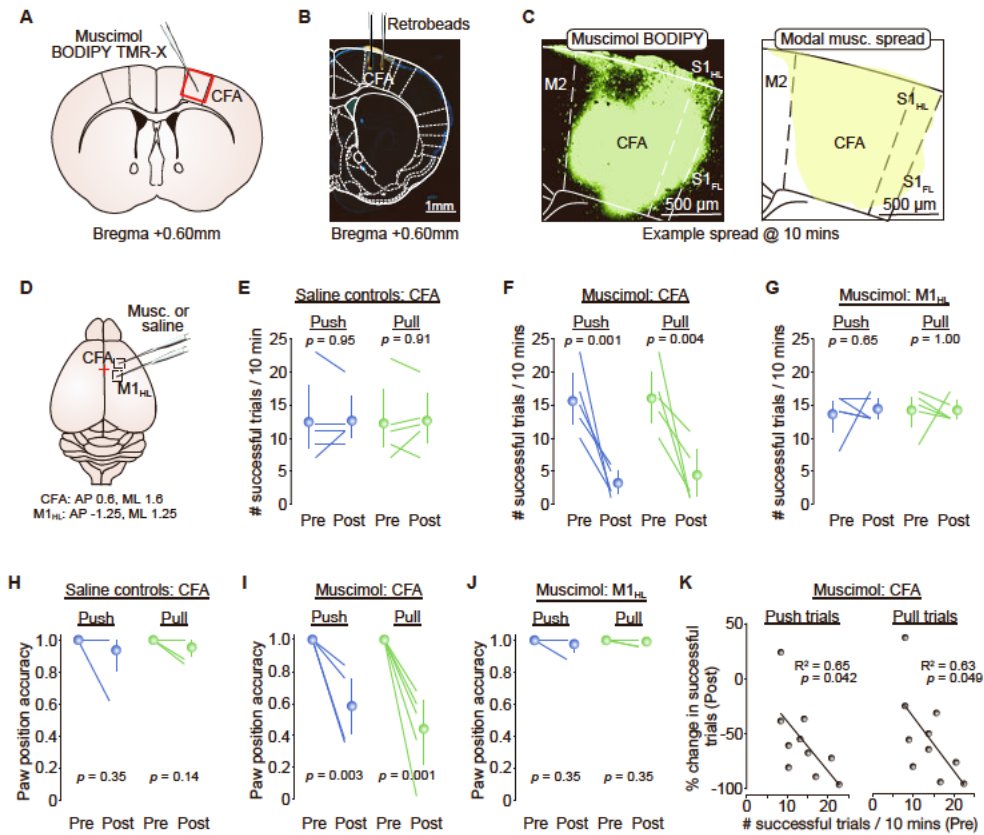 A
Muscimol
BODIPY TMR-X
CFA
Bregma +0.60mm
B
Retrobeads
CFA
1mm
Bregma +0.60mm
C
Muscimol BODIPY
M2
S1HL
CFA
S1FL
500 µm
Modal musc. spread
M2
S1HL
CFA
S1FL
500 µm
Example spread @ 10 mins
D
Musc. or
saline
CFA
M1HL
CFA: AP 0.6, ML 1.6
M1HL: AP -1.25, ML 1.25
E
Saline controls: CFA
Push Pull
p = 0.95 p = 0.91
# successful trials / 10 mins
25
20
15
10
5
0
Pre Post Pre Post
F
Muscimol: CFA
Push Pull
p = 0.001 p = 0.004
# successful trials / 10 mins
25
20
15
10
5
0
Pre Post Pre Post
G
Muscimol: M1HL
Push Pull
p = 0.65 p = 1.00
# successful trials / 10 mins
25
20
15
10
5
0
Pre Post Pre Post
H
Saline controls: CFA
Push Pull
Paw position accuracy
1.0
0.8
0.6
0.4
0.2
0
p = 0.35 p = 0.14
Pre Post Pre Post
I
Muscimol: CFA
Push Pull
Paw position accuracy
1.0
0.8
0.6
0.4
0.2
0
p = 0.003 p = 0.001
Pre Post Pre Post
J
Muscimol: M1HL
Push Pull
Paw position accuracy
1.0
0.8
0.6
0.4
0.2
0
p = 0.35 p = 0.35
Pre Post Pre Post
K
Muscimol: CFA
Push trials Pull trials
% change in successful
trials (Post)
50
0
-50
-100
R² = 0.65
p = 0.042
R² = 0.63
p = 0.049
0 10 20 0 10 20
# successful trials / 10 mins (Pre)